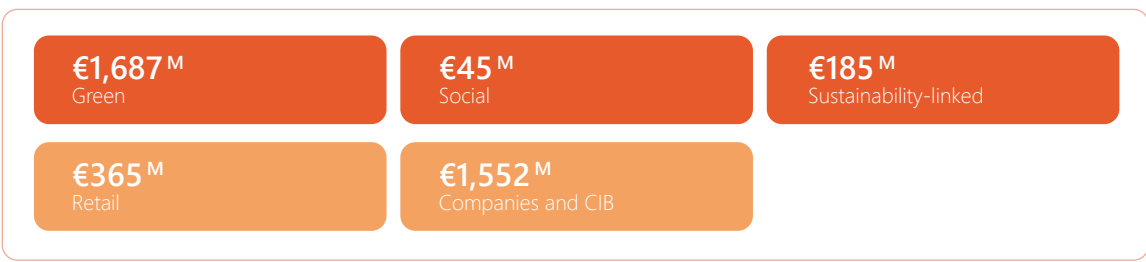 €1,687 M
Green
€45 M
Social
€185 M
Sustainability-linked
€365 M
Retail
€1,552 M
Companies and CIB